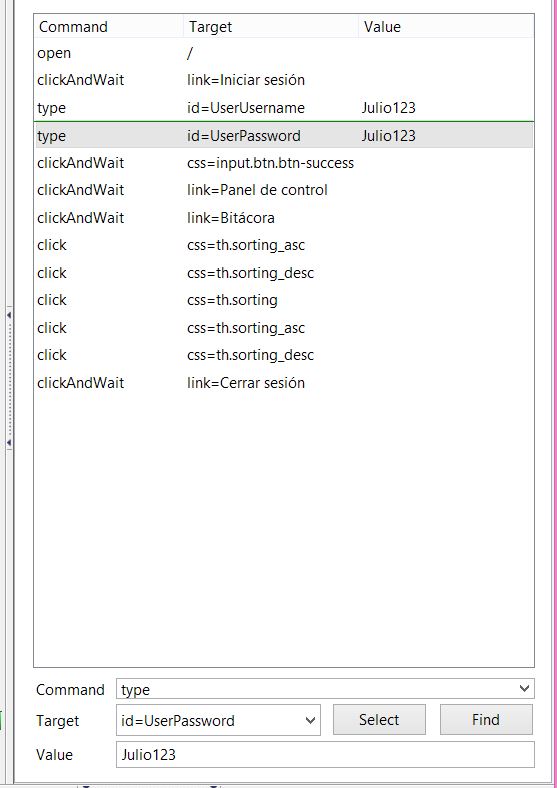 Command Target Value
open /
clickAndWait link=Iniciar sesión
type id=UserUsername Julio123
type id=UserPassword Julio123
clickAndWait css=input.btn.btn-success
clickAndWait link=Panel de control
clickAndWait link=Bitácora
click css=th.sorting_asc
click css=th.sorting_desc
click css=th.sorting
click css=th.sorting_asc
click css=th.sorting_desc
clickAndWait link=Cerrar sesión
Command type
Target id=UserPassword Select Find
Value Julio123